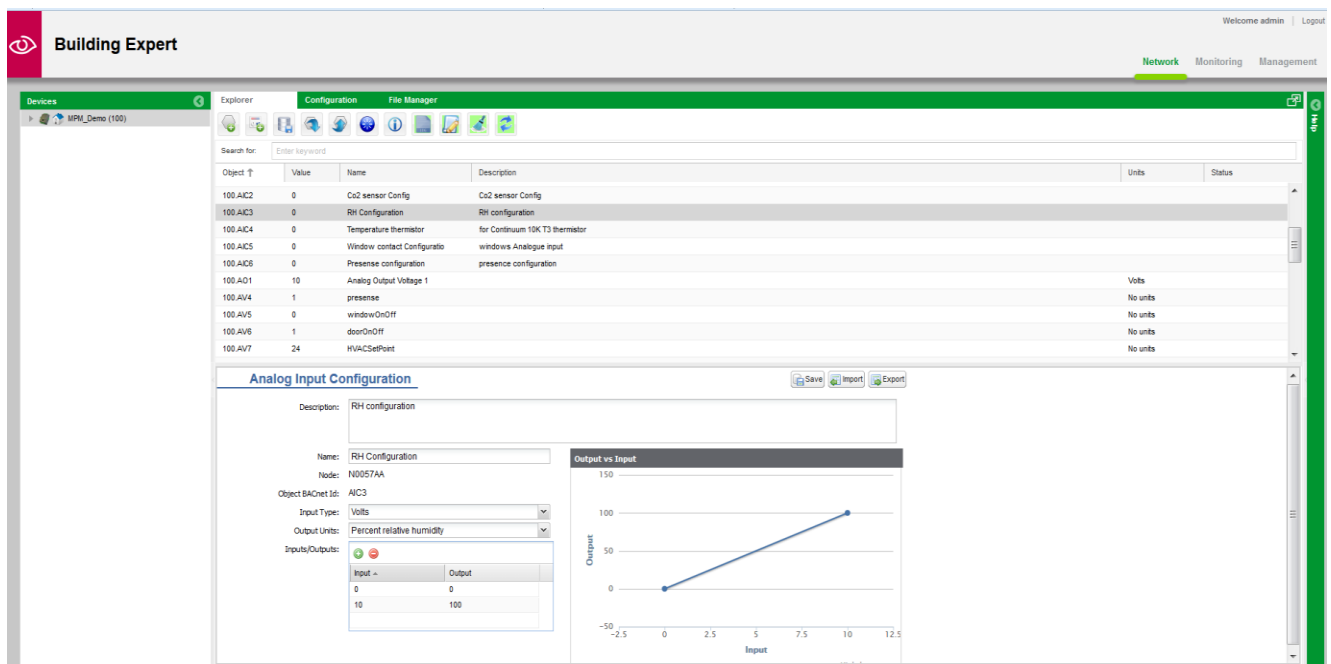 Welcome admin | Logout
Building Expert
Network Monitoring Management
Devices
Explorer Configuration File Manager
Help
MPM_Demo (100)
Search for: Enter keyword
Object ↑ Value Name Description Units Status
100.AIC2 0 Co2 sensor Config Co2 sensor Config
100.AIC3 0 RH Configuration RH configuration
100.AIC4 0 Temperature thermistor for Continuum 10K T3 thermistor
100.AIC5 0 Window contact Configuratio windows Analogue input
100.AIC6 0 Presense configuration presence configuration
100.AO1 10 Analog Output Voltage 1 Volts
100.AV4 1 presense No units
100.AV5 0 windowOnOff No units
100.AV6 1 doorOnOff No units
100.AV7 24 HVACSetPoint No units
Analog Input Configuration
Save Import Export
Description: RH configuration
Name: RH Configuration
Node: N0057AA
Object BACnet Id: AIC3
Input Type: Volts
Output Units: Percent relative humidity
Inputs/Outputs:
Input Output
0 0
10 100
Output vs Input
150
100
50
0
-50
Output
-2.5 0 2.5 5 7.5 10 12.5
Input